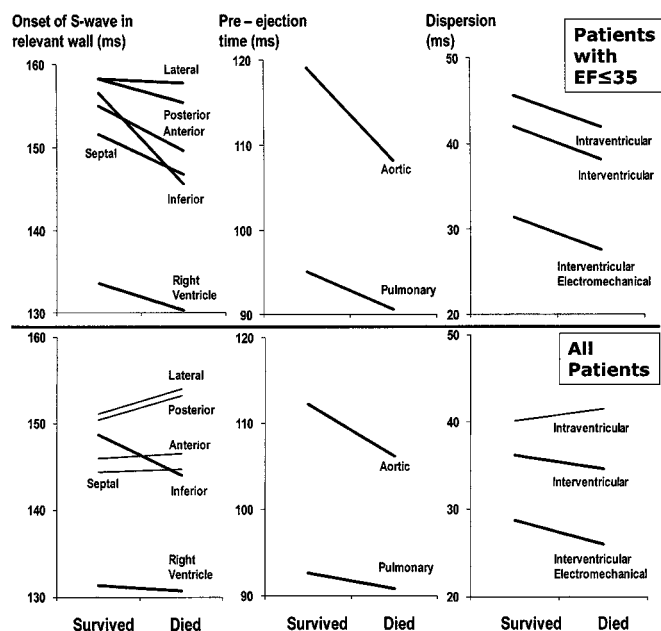 Onset of S-wave in
relevant wall (ms)
Pre – ejection
time (ms)
Dispersion
(ms)
Patients
with
EF≤35
160
150
140
130
Lateral
Posterior
Anterior
Septal
Inferior
Right
Ventricle
120
110
100
90
Aortic
Pulmonary
50
40
30
20
Intraventricular
Interventricular
Interventricular
Electromechanical
All
Patients
160
150
140
130
Lateral
Posterior
Anterior
Septal
Inferior
Right
Ventricle
120
110
100
90
Aortic
Pulmonary
50
40
30
20
Intraventricular
Interventricular
Interventricular
Electromechanical
Survived Died
Survived Died
Survived Died